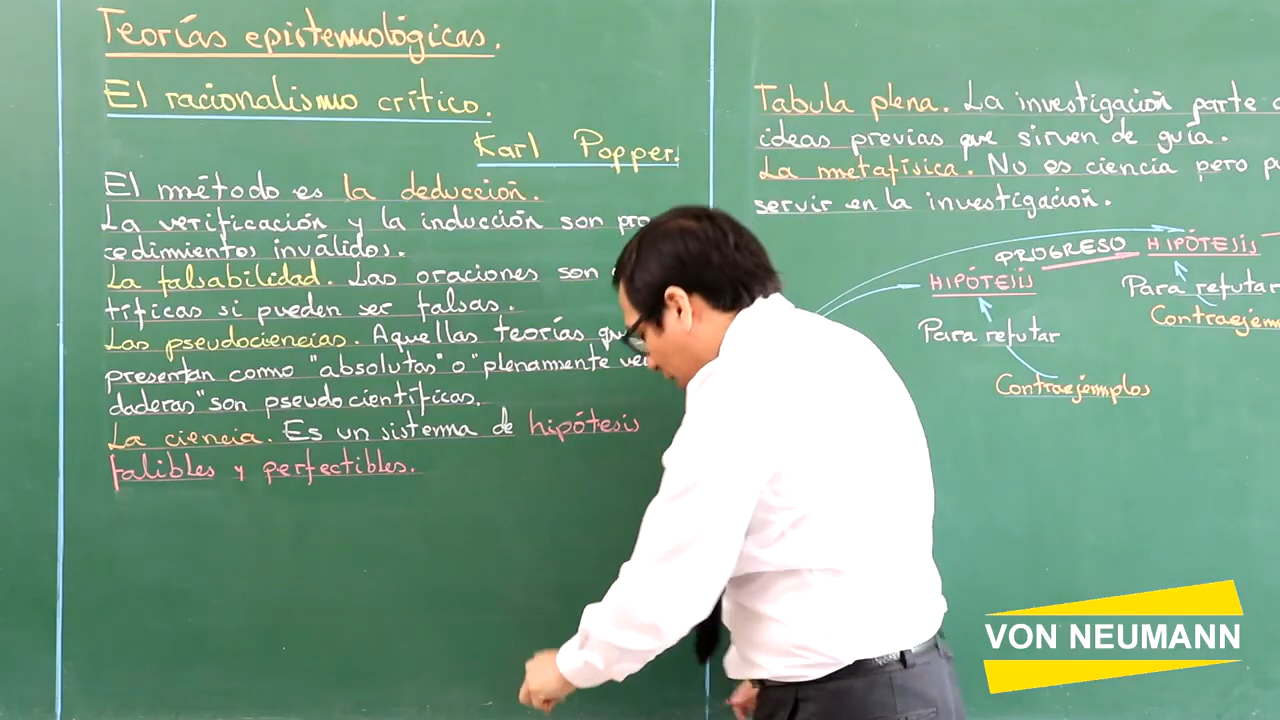 Teorías epistemológicas.
El racionalismo crítico.
Karl Popper.
El método es la deducción.
La verificación y la inducción son pro
cedimientos inválidos.
La falsabilidad. Las oraciones son
tíficas si pueden ser falsas.
Las pseudociencias. Aquellas teorías
presentan como "absolutas" o "plenamente
daderas" son pseudocientíficas.
La ciencia. Es un sistema de hipótesis
falibles y perfectibles.
Tabula plena. La investigación parte
ideas previas que sirven de guía.
La metafísica. No es ciencia pero
servir en la investigación.
PROGRESO HIPÓTESIS
HIPÓTESIS
Para refutar
Para refutar
Contraejem
Contraejemplos
VON NEUMANN